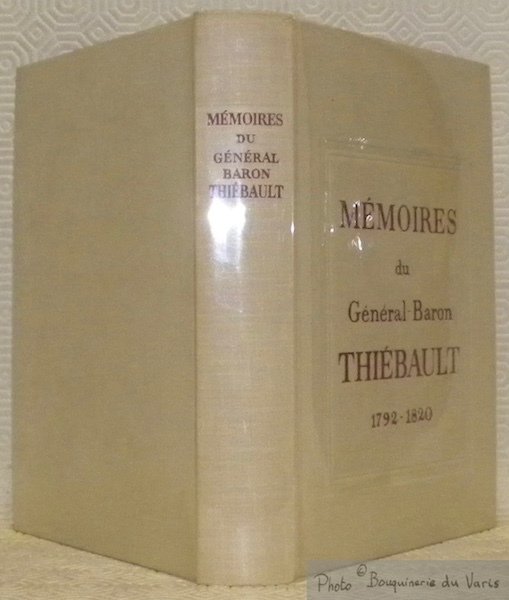 MÉMOIRES
DU
GÉNÉRAL
BARON
THIÉBAULT
MÉMOIRES
du
Général-Baron
THIÉBAULT
1792-1820
Photo © Bouquinerie du Varis